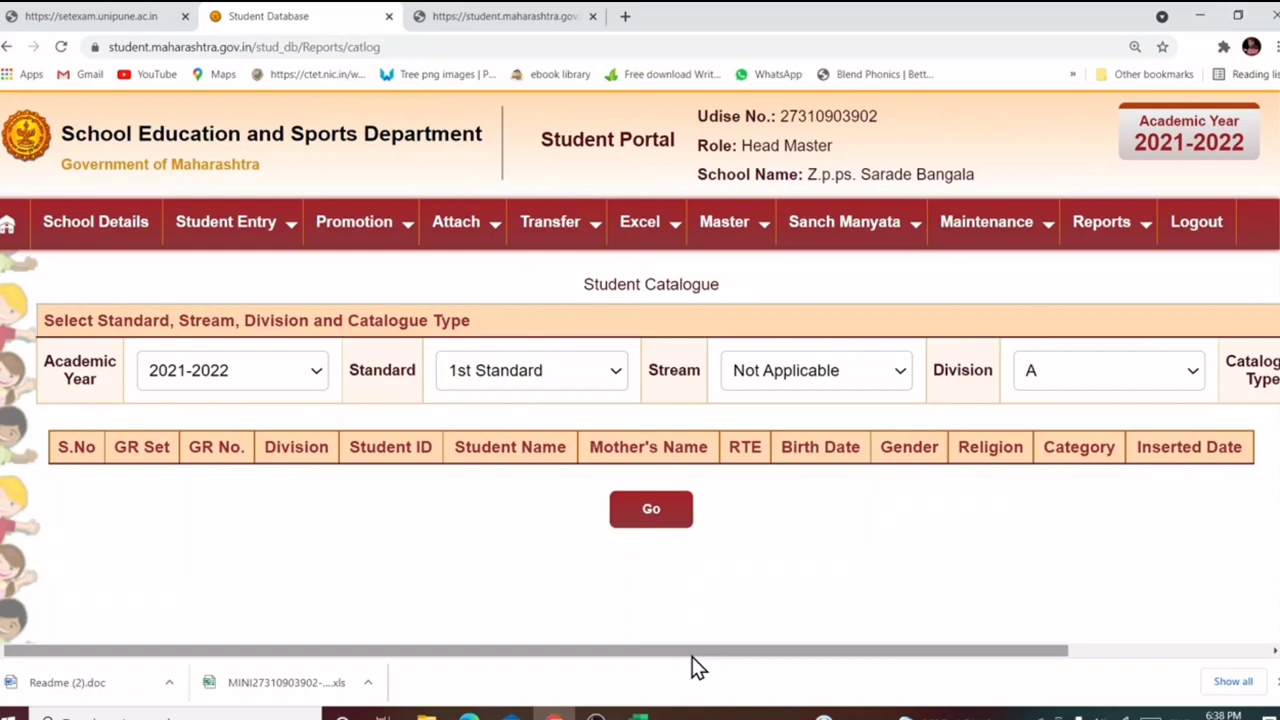 https://setexam.unipune.ac.in
Student Database
https://student.maharashtra.gov.
student.maharashtra.gov.in/stud_db/Reports/catlog
Apps Gmail YouTube Maps https://ctet.nic.in/w... Tree png images | P... ebook library Free download Writ... WhatsApp Blend Phonics | Bett... » Other bookmarks Reading lis
School Education and Sports Department
Government of Maharashtra
Student Portal
Udise No.: 27310903902
Role: Head Master
School Name: Z.p.ps. Sarade Bangala
Academic Year
2021-2022
School Details Student Entry Promotion Attach Transfer Excel Master Sanch Manyata Maintenance Reports Logout
Student Catalogue
Select Standard, Stream, Division and Catalogue Type
Academic Year 2021-2022 Standard 1st Standard Stream Not Applicable Division A Catalog Type
S.No GR Set GR No. Division Student ID Student Name Mother's Name RTE Birth Date Gender Religion Category Inserted Date
Go
Readme (2).doc MINI27310903902-....xls Show all
6:38 PM